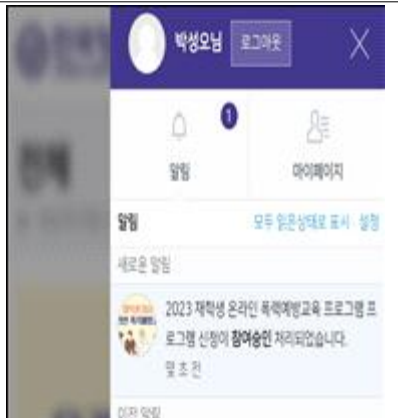 박성오님 로그아웃
1
알림 마이페이지
알림 모두 읽은상태로 표시 · 설정
새로운 알림
2023 재학생 온라인 폭력예방교육 프로그램 프
로그램 신청이 참여승인 처리되었습니다.
몇 초 전
이전 알림